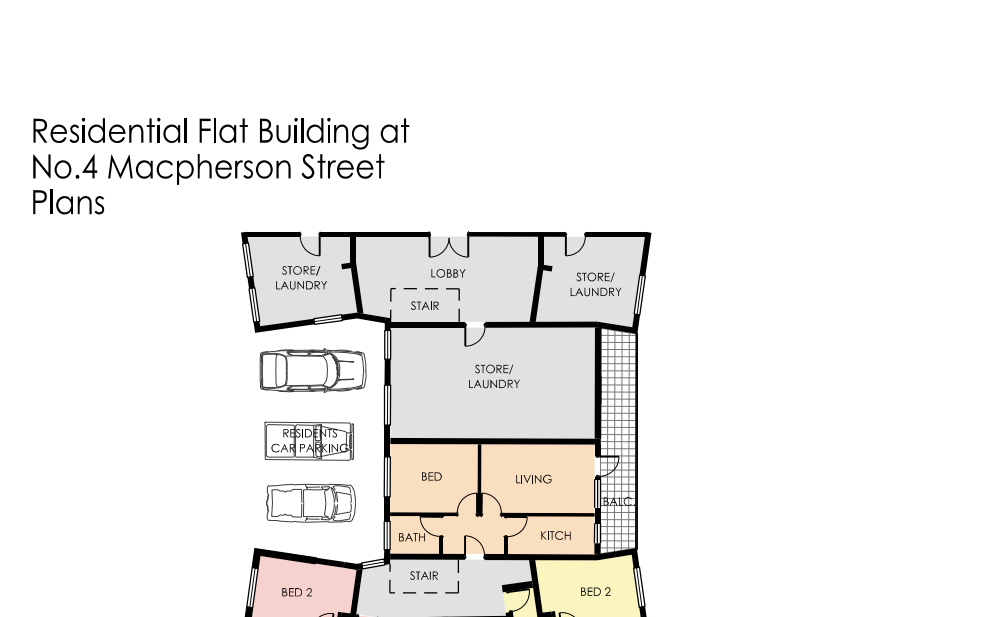 Residential Flat Building at
No.4 Macpherson Street
Plans
STORE/
LAUNDRY
LOBBY
STORE/
LAUNDRY
STAIR
STORE/
LAUNDRY
RESIDENTS
CAR PARKING
BED
LIVING
BALC.
BATH
KITCH
STAIR
BED 2
BED 2